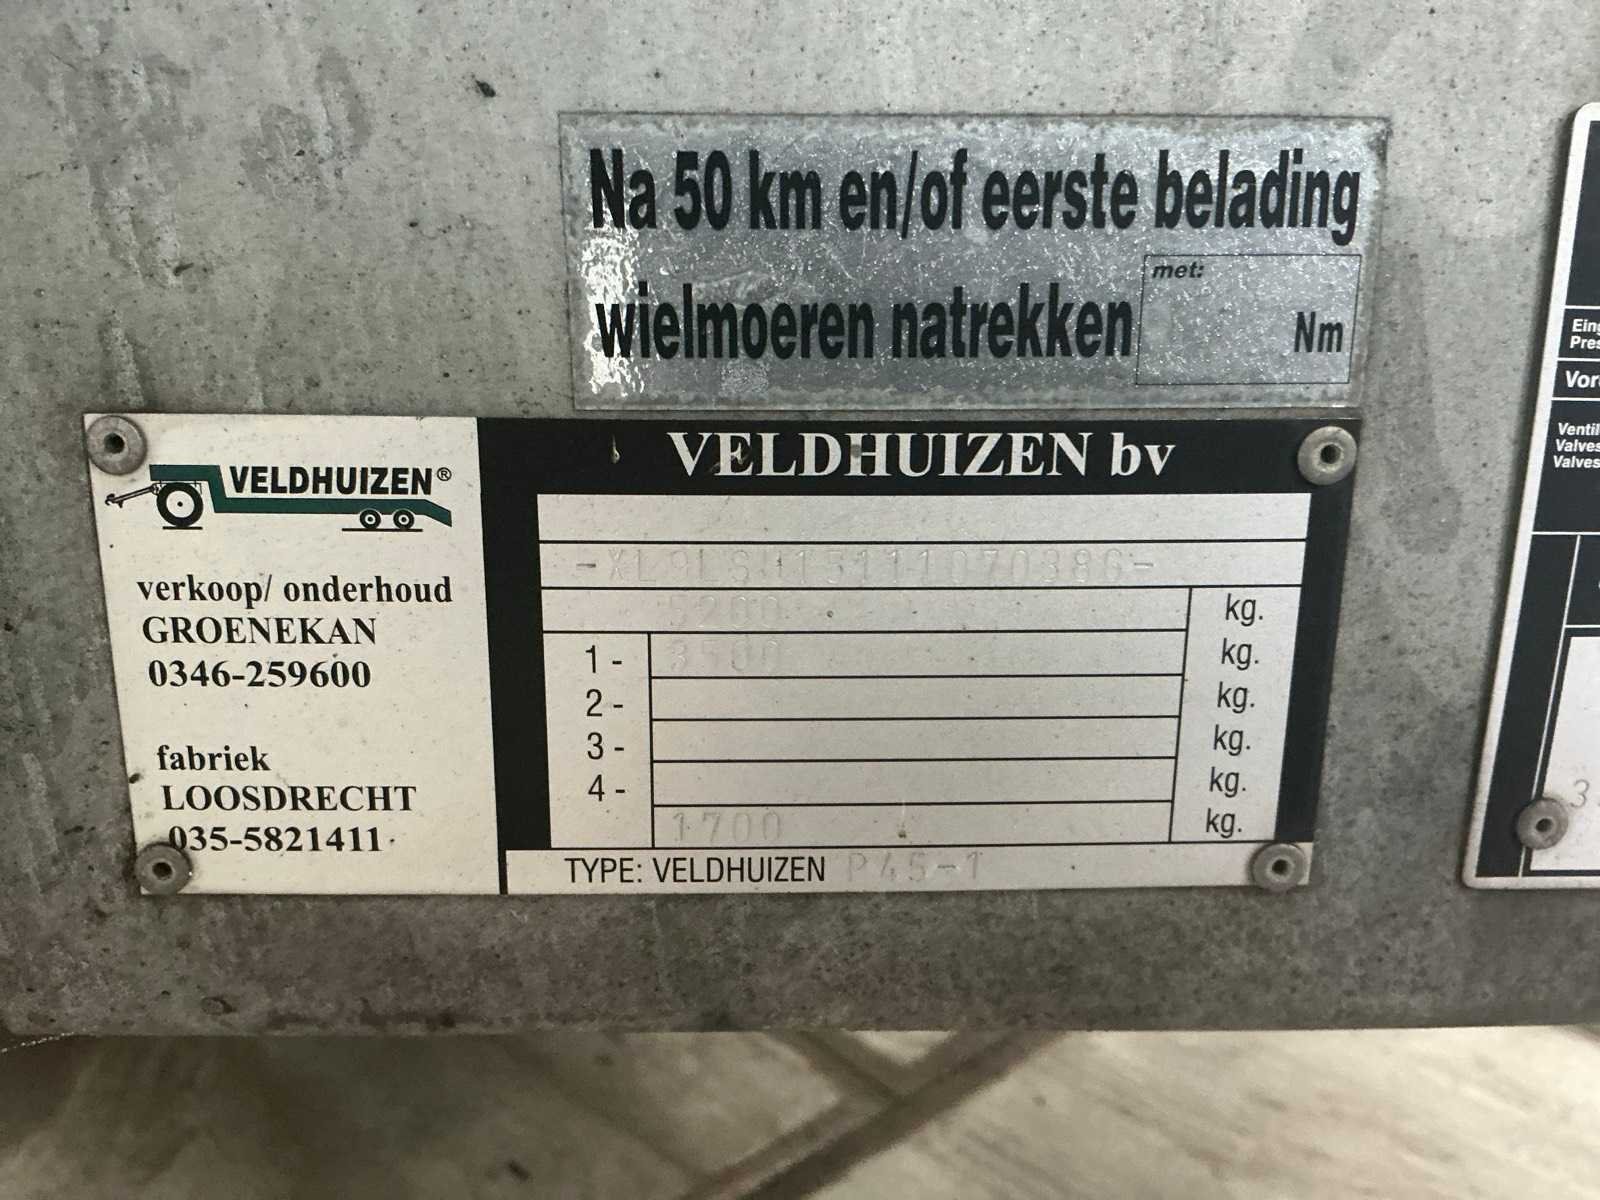 Na 50 km en/of eerste belading
wielmoeren natrekken
met:
Nm
VELDHUIZEN®
verkoop/ onderhoud
GROENEKAN
0346-259600
fabriek
LOOSDRECHT
035-5821411
VELDHUIZEN bv
5200 kg.
1 - 3500 kg.
2 - kg.
3 - kg.
4 - kg.
1700 kg.
TYPE: VELDHUIZEN P45-1